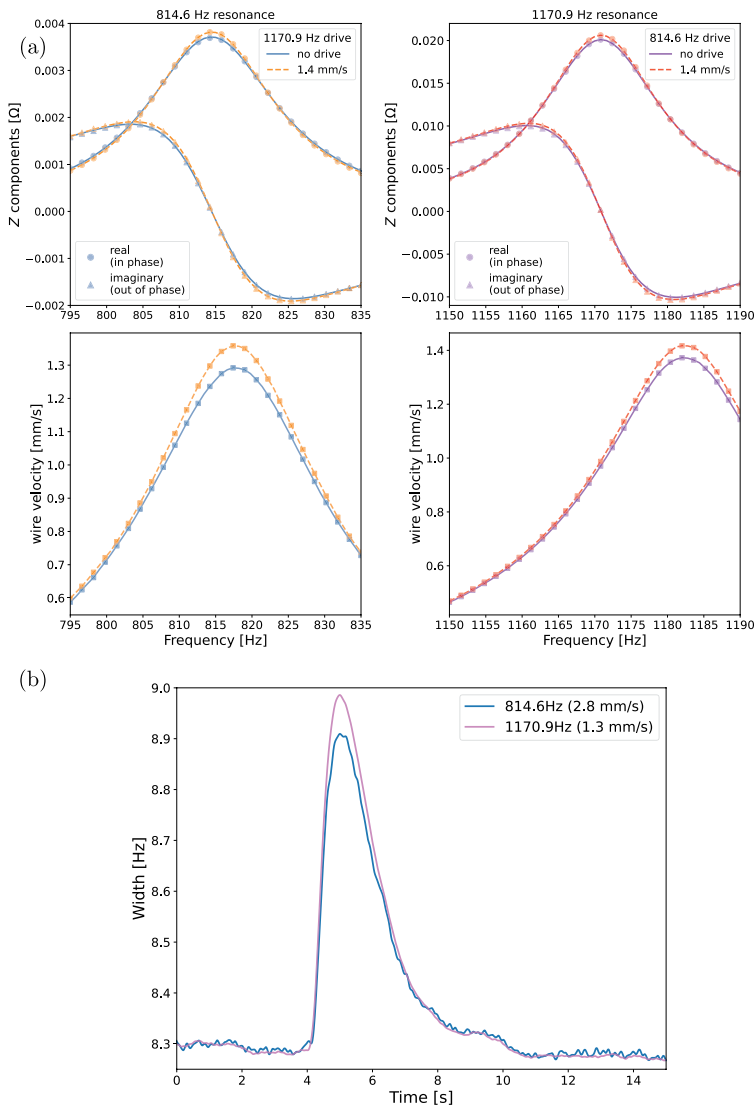 (a)
814.6 Hz resonance
1170.9 Hz resonance
0.004
0.003
0.002
0.001
0.000
−0.001
−0.002
Z components [Ω]
1170.9 Hz drive
no drive
1.4 mm/s
real
(in phase)
imaginary
(out of phase)
795 800 805 810 815 820 825 830 835
0.020
0.015
0.010
0.005
0.000
−0.005
−0.010
Z components [Ω]
814.6 Hz drive
no drive
1.4 mm/s
real
(in phase)
imaginary
(out of phase)
1150 1155 1160 1165 1170 1175 1180 1185 1190
1.3
1.2
1.1
1.0
0.9
0.8
0.7
0.6
wire velocity [mm/s]
795 800 805 810 815 820 825 830 835
Frequency [Hz]
1.4
1.2
1.0
0.8
0.6
wire velocity [mm/s]
1150 1155 1160 1165 1170 1175 1180 1185 1190
Frequency [Hz]
(b)
9.0
8.9
8.8
8.7
8.6
8.5
8.4
8.3
Width [Hz]
814.6Hz (2.8 mm/s)
1170.9Hz (1.3 mm/s)
0 2 4 6 8 10 12 14
Time [s]